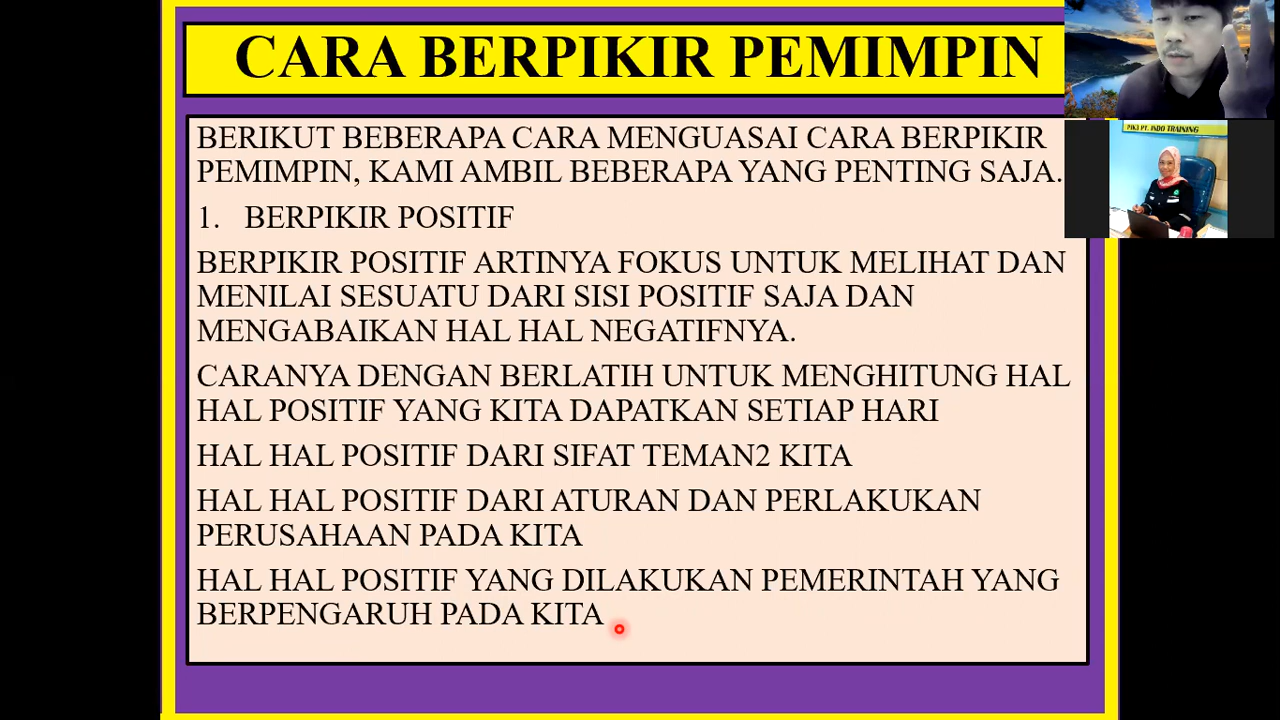 CARA BERPIKIR PEMIMPIN
BERIKUT BEBERAPA CARA MENGUASAI CARA BERPIKIR
PEMIMPIN, KAMI AMBIL BEBERAPA YANG PENTING SAJA.
1. BERPIKIR POSITIF
BERPIKIR POSITIF ARTINYA FOKUS UNTUK MELIHAT DAN
MENILAI SESUATU DARI SISI POSITIF SAJA DAN
MENGABAIKAN HAL HAL NEGATIFNYA.
CARANYA DENGAN BERLATIH UNTUK MENGHITUNG HAL
HAL POSITIF YANG KITA DAPATKAN SETIAP HARI
HAL HAL POSITIF DARI SIFAT TEMAN2 KITA
HAL HAL POSITIF DARI ATURAN DAN PERLAKUKAN
PERUSAHAAN PADA KITA
HAL HAL POSITIF YANG DILAKUKAN PEMERINTAH YANG
BERPENGARUH PADA KITA
PJK3 PT. INDO TRAINING